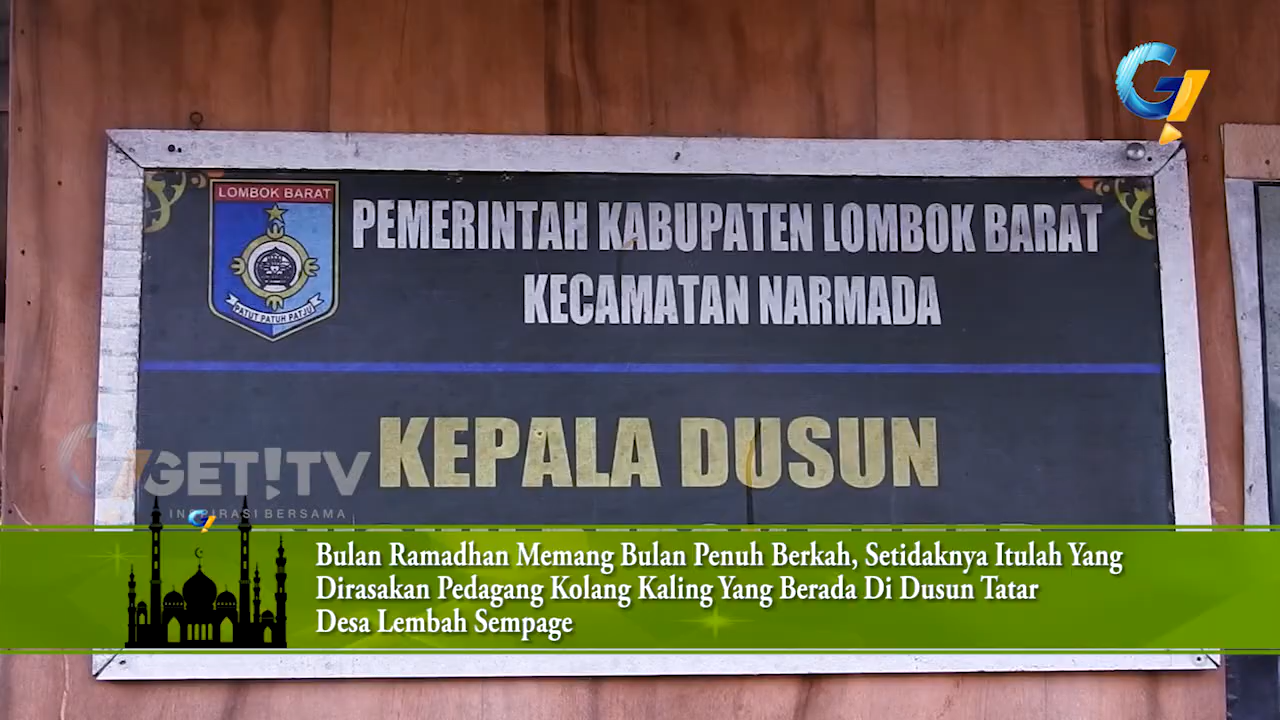 LOMBOK BARAT
PATUT PATUH PATJU
PEMERINTAH KABUPATEN LOMBOK BARAT
KECAMATAN NARMADA
KEPALA DUSUN
GET!TV
INSPIRASI BERSAMA
Bulan Ramadhan Memang Bulan Penuh Berkah, Setidaknya Itulah Yang
Dirasakan Pedagang Kolang Kaling Yang Berada Di Dusun Tatar
Desa Lembah Sempage